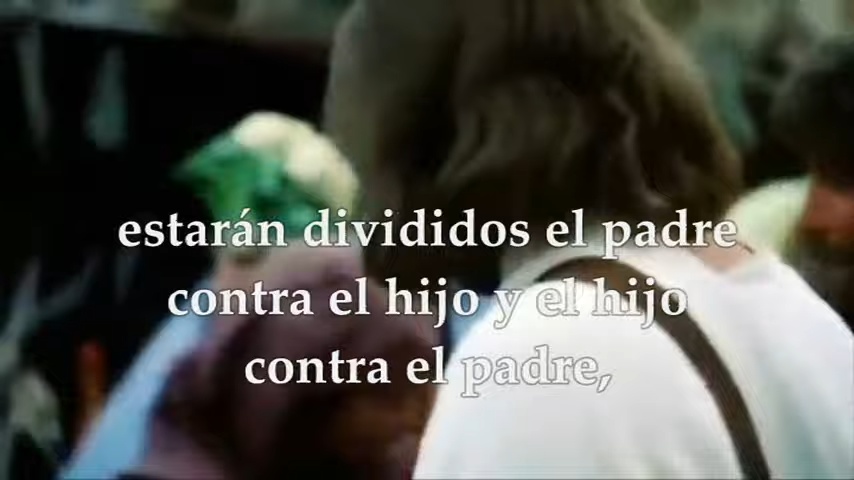 estarán divididos el padre
contra el hijo y el hijo
contra el padre,